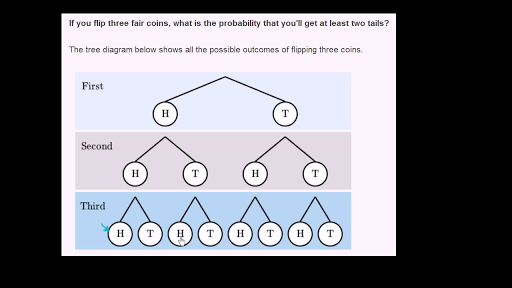 If you flip three fair coins, what is the probability that you'll get at least two tails?
The tree diagram below shows all the possible outcomes of flipping three coins.
First
H T
Second
H T H T
Third
H T H T H T H T